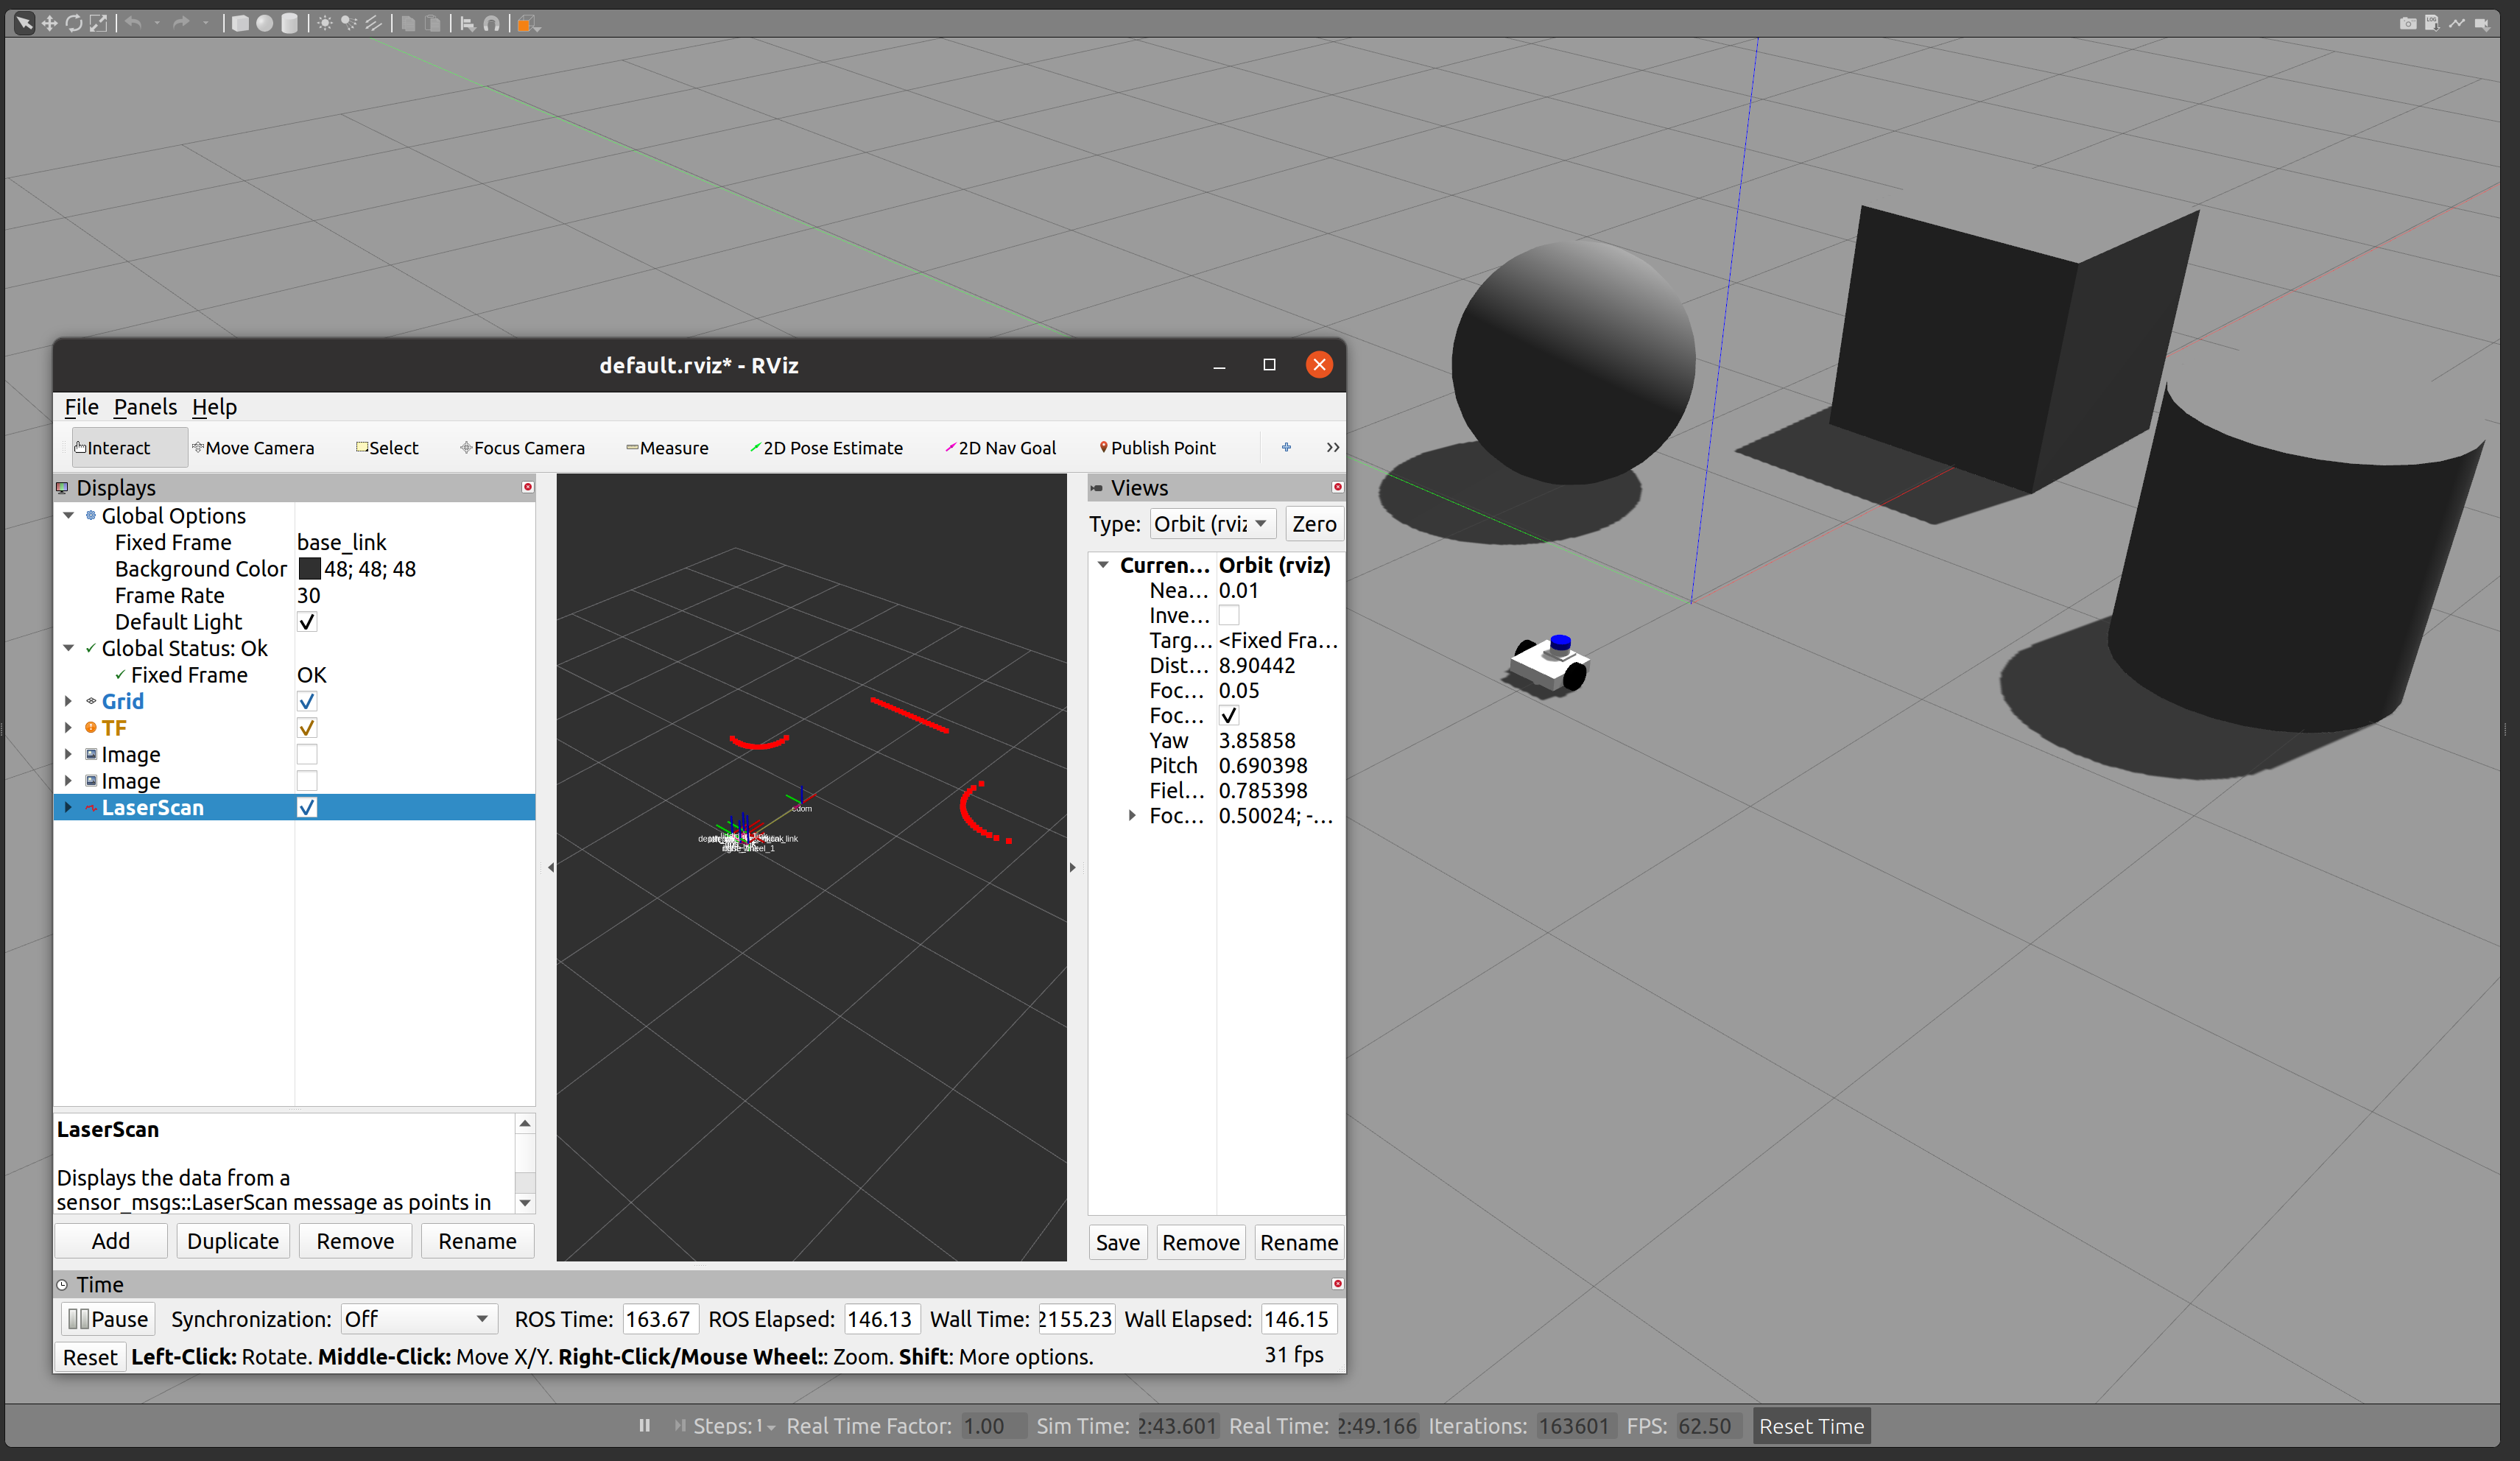 default.rviz* - RViz
File Panels Help
Interact Move Camera Select Focus Camera Measure 2D Pose Estimate 2D Nav Goal Publish Point
Displays
Global Options
Fixed Frame base_link
Background Color 48; 48; 48
Frame Rate 30
Default Light
Global Status: Ok
Fixed Frame OK
Grid
TF
Image
Image
LaserScan
LaserScan
Displays the data from a
sensor_msgs::LaserScan message as points in
Add Duplicate Remove Rename
odom
Views
Type: Orbit (rviz Zero
Curren... Orbit (rviz)
Nea... 0.01
Inve...
Targ... <Fixed Fra...
Dist... 8.90442
Foc... 0.05
Foc...
Yaw 3.85858
Pitch 0.690398
Fiel... 0.785398
Foc... 0.50024; -...
Save Remove Rename
Time
Pause Synchronization: Off ROS Time: 163.67 ROS Elapsed: 146.13 Wall Time: 2155.23 Wall Elapsed: 146.15
Reset Left-Click: Rotate. Middle-Click: Move X/Y. Right-Click/Mouse Wheel:: Zoom. Shift: More options. 31 fps
Steps: 1 Real Time Factor: 1.00 Sim Time: 2:43.601 Real Time: 2:49.166 Iterations: 163601 FPS: 62.50 Reset Time